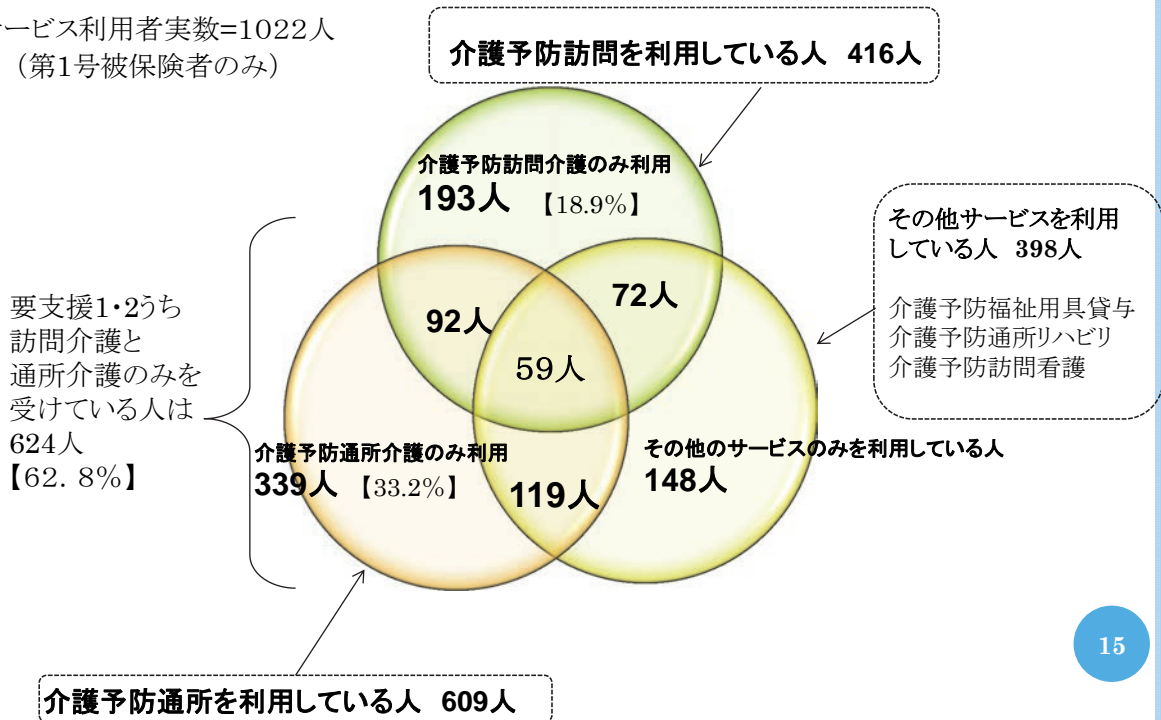 ービス利用者実数=1022人
(第1号被保険者のみ)
介護予防訪問を利用している人 416人
介護予防訪問介護のみ利用
193人 【18.9%】
その他サービスを利用
している人 398人
介護予防福祉用具貸与
介護予防通所リハビリ
介護予防訪問看護
72人
92人
59人
要支援1・2うち
訪問介護と
通所介護のみを
受けている人は
624人
【62.8%】
介護予防通所介護のみ利用
339人 【33.2%】
その他のサービスのみを利用している人
148人
119人
15
介護予防通所を利用している人 609人